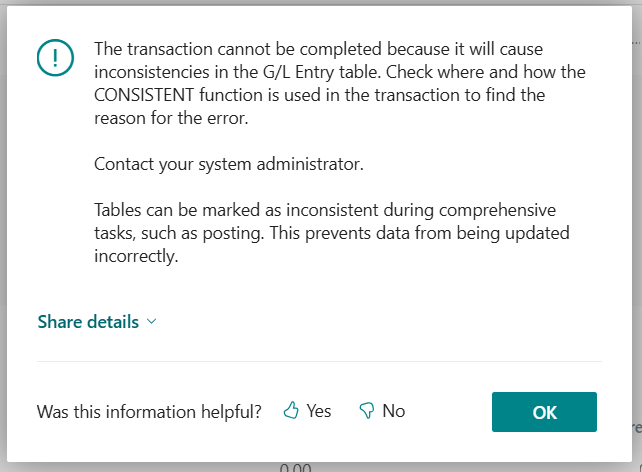 The transaction cannot be completed because it will cause
inconsistencies in the G/L Entry table. Check where and how the
CONSISTENT function is used in the transaction to find the
reason for the error.
Contact your system administrator.
Tables can be marked as inconsistent during comprehensive
tasks, such as posting. This prevents data from being updated
incorrectly.
Share details
Was this information helpful? Yes No OK
0.00